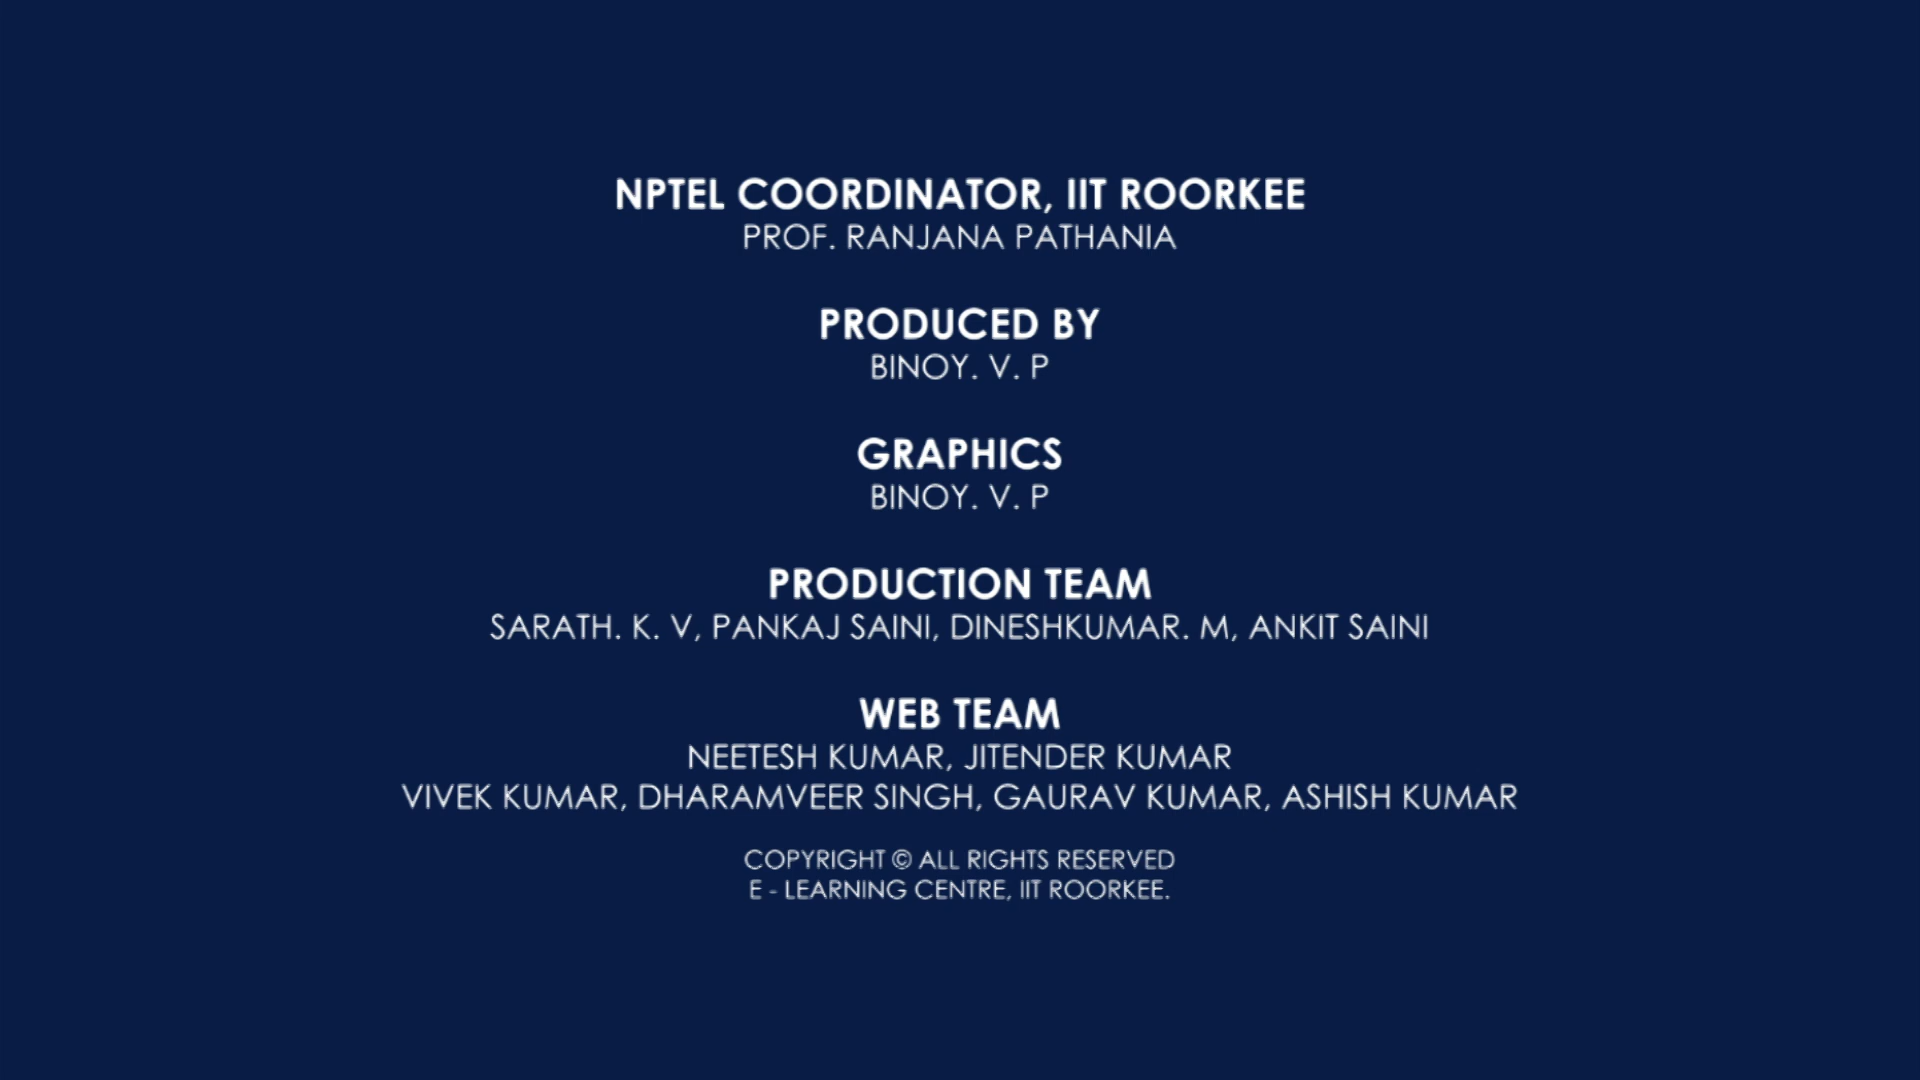 NPTEL COORDINATOR, IIT ROORKEE
PROF. RANJANA PATHANIA
PRODUCED BY
BINOY. V. P
GRAPHICS
BINOY. V. P
PRODUCTION TEAM
SARATH. K. V, PANKAJ SAINI, DINESHKUMAR. M, ANKIT SAINI
WEB TEAM
NEETESH KUMAR, JITENDER KUMAR
VIVEK KUMAR, DHARAMVEER SINGH, GAURAV KUMAR, ASHISH KUMAR
COPYRIGHT © ALL RIGHTS RESERVED
E - LEARNING CENTRE, IIT ROORKEE.